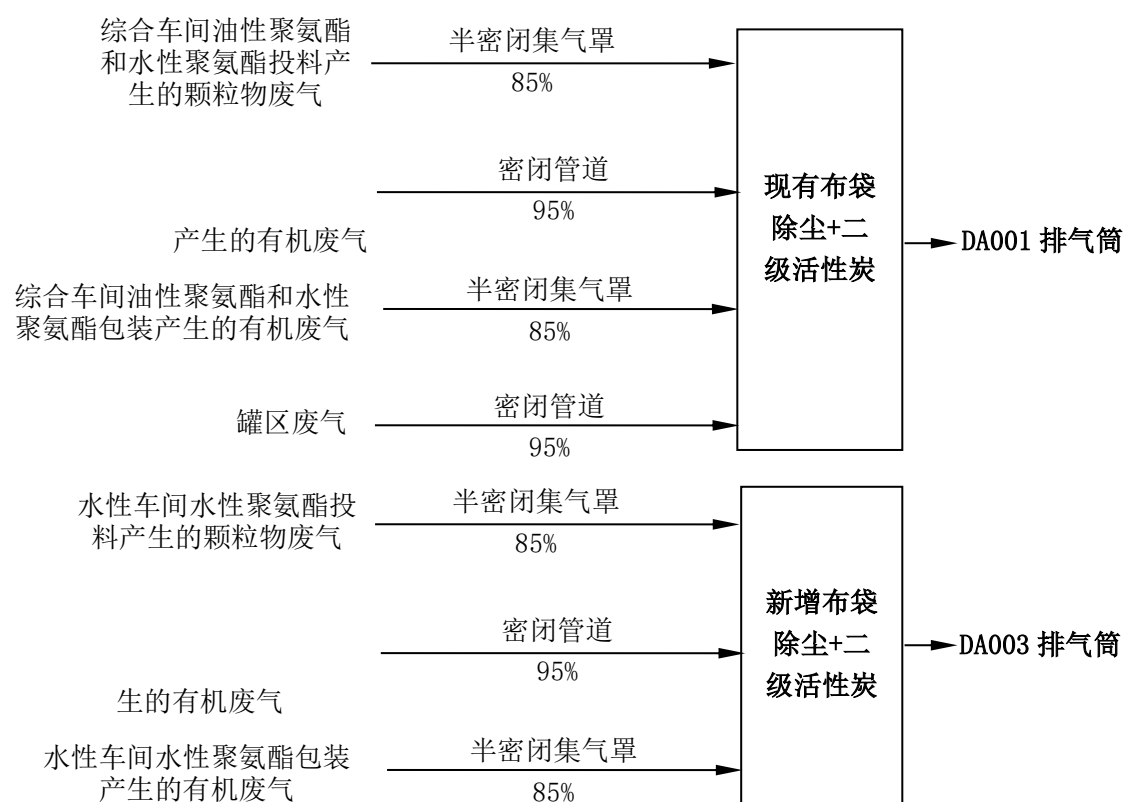 综合车间油性聚氨酯
和水性聚氨酯投料产
生的颗粒物废气
半密闭集气罩
85%
密闭管道
95%
产生的有机废气
综合车间油性聚氨酯和水性
聚氨酯包装产生的有机废气
半密闭集气罩
85%
罐区废气
密闭管道
95%
现有布袋
除尘+二
级活性炭
DA001 排气筒
水性车间水性聚氨酯投
料产生的颗粒物废气
半密闭集气罩
85%
密闭管道
95%
生的有机废气
水性车间水性聚氨酯包装
产生的有机废气
半密闭集气罩
85%
新增布袋
除尘+二
级活性炭
DA003 排气筒